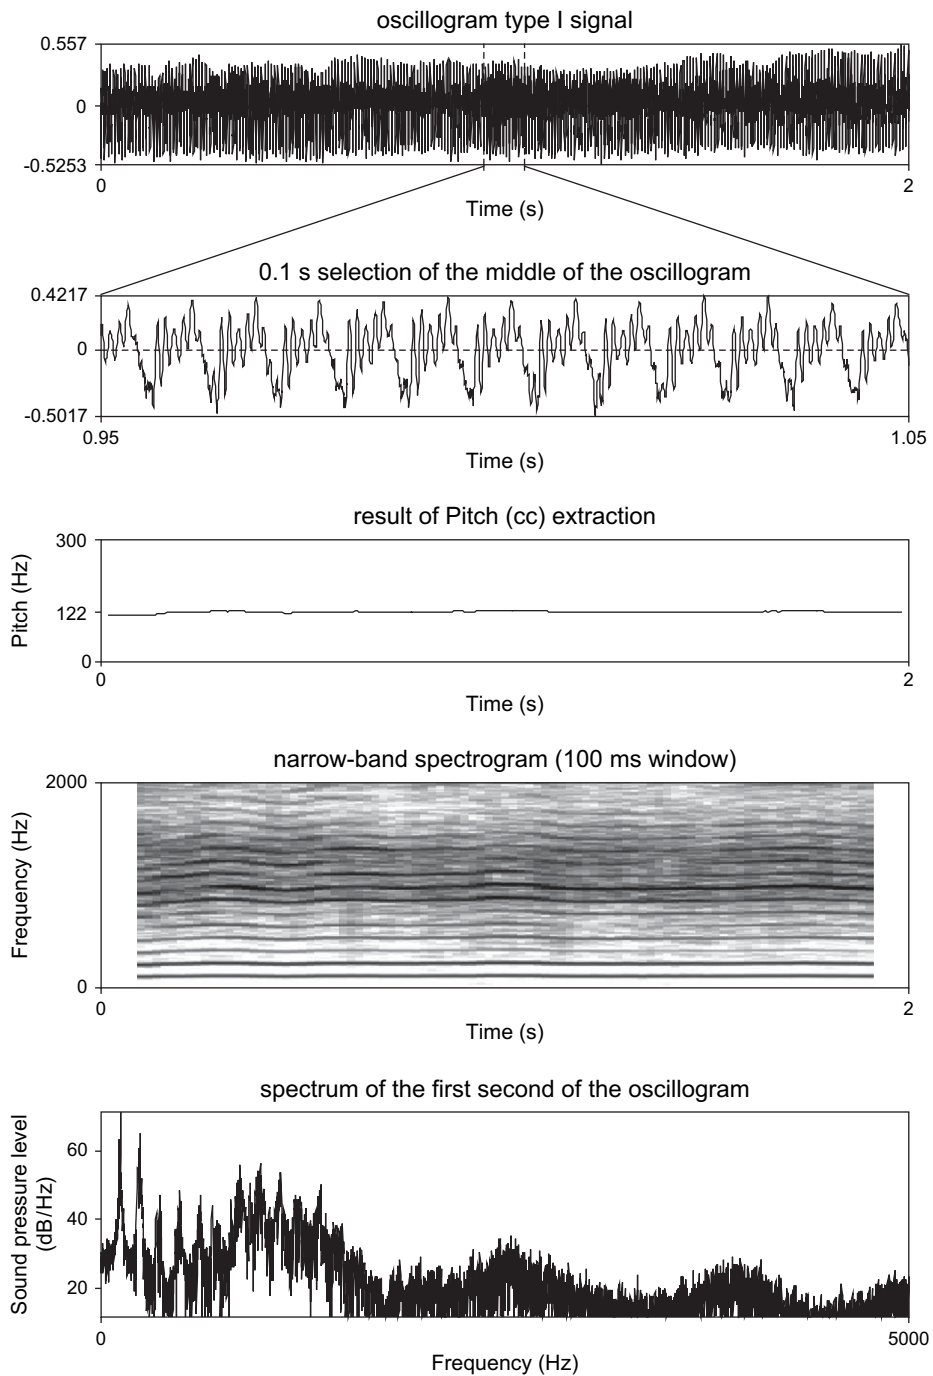 oscillogram type I signal
0.557
0
-0.5253
0 2
Time (s)
0.1 s selection of the middle of the oscillogram
0.4217
0
-0.5017
0.95 1.05
Time (s)
result of Pitch (cc) extraction
300
122
0
Pitch (Hz)
0 2
Time (s)
narrow-band spectrogram (100 ms window)
2000
0
Frequency (Hz)
0 2
Time (s)
spectrum of the first second of the oscillogram
60
40
20
Sound pressure level
(dB/Hz)
0 5000
Frequency (Hz)